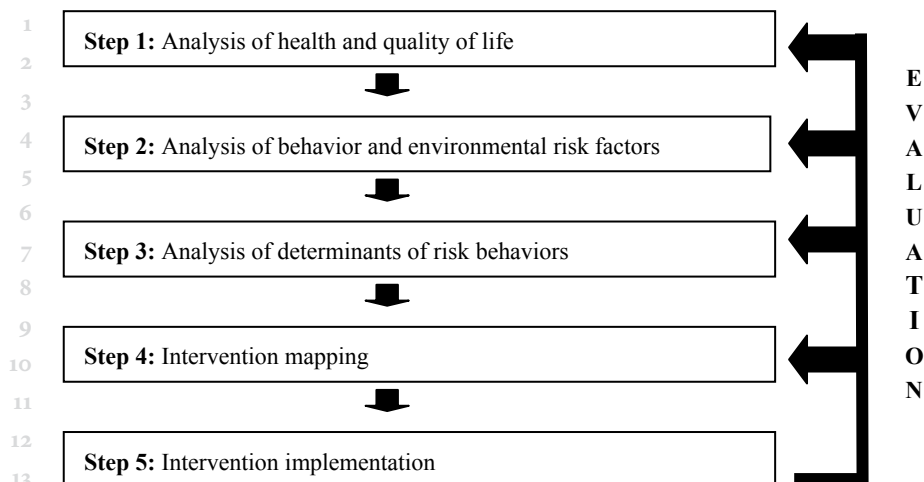 1
Step 1: Analysis of health and quality of life
2
3
4
Step 2: Analysis of behavior and environmental risk factors
5
6
7
Step 3: Analysis of determinants of risk behaviors
8
9
10
Step 4: Intervention mapping
11
12
Step 5: Intervention implementation
13
E
V
A
L
U
A
T
I
O
N